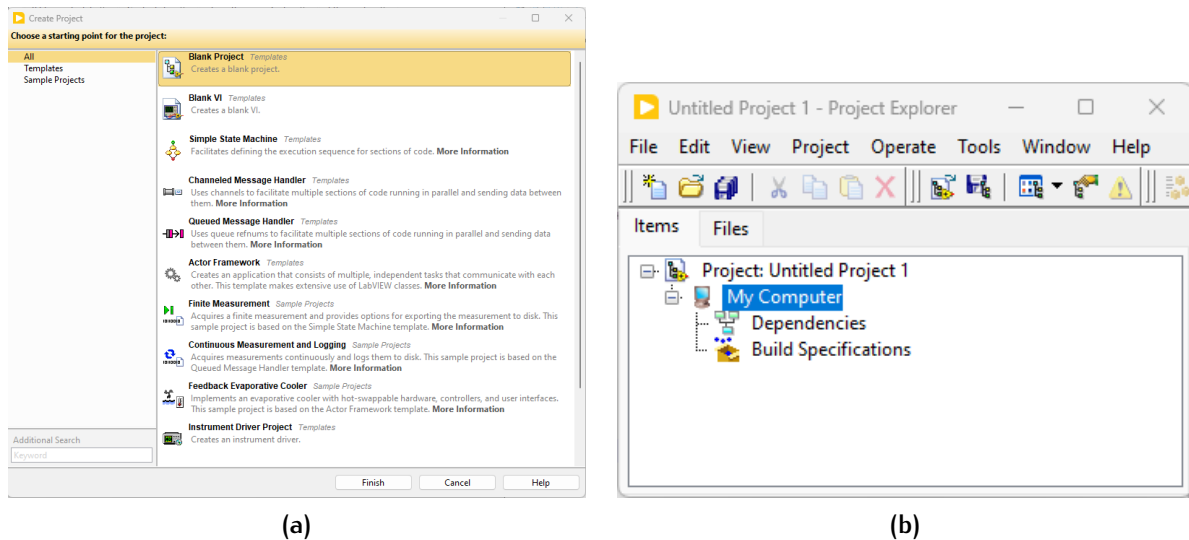 Create Project
Choose a starting point for the project:
All
Templates
Sample Projects
Blank Project Templates
Creates a blank project.
Blank VI Templates
Creates a blank VI.
Simple State Machine Templates
Facilitates defining the execution sequence for sections of code. More Information
Channeled Message Handler Templates
Uses channels to facilitate multiple sections of code running in parallel and sending data between
them. More Information
Queued Message Handler Templates
Uses queue refnums to facilitate multiple sections of code running in parallel and sending data
between them. More Information
Actor Framework Templates
Creates an application that consists of multiple, independent tasks that communicate with each
other. This template makes extensive use of LabVIEW classes. More Information
Finite Measurement Sample Projects
Acquires a finite measurement and provides options for exporting the measurement to disk. This
sample project is based on the Simple State Machine template. More Information
Continuous Measurement and Logging Sample Projects
Acquires measurements continuously and logs them to disk. This sample project is based on the
Queued Message Handler template. More Information
Feedback Evaporative Cooler Sample Projects
Implements an evaporative cooler with hot-swappable hardware, controllers, and user interfaces.
This sample project is based on the Actor Framework template. More Information
Instrument Driver Project Templates
Creates an instrument driver.
Additional Search
Keyword
Finish Cancel Help
(a)
Untitled Project 1 - Project Explorer
File Edit View Project Operate Tools Window Help
Items Files
Project: Untitled Project 1
My Computer
Dependencies
Build Specifications
(b)